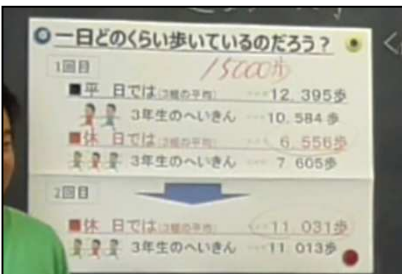 一日どのくらい歩いているのだろう?
15000歩
1回目
■平 日では(3組の平均) ……12,395歩
3年生のへいきん ……10,584歩
■休 日では(3組の平均) ……6,556歩
3年生のへいきん ……7,605歩
2回目
■休 日では(3組の平均) ……11,031歩
3年生のへいきん ……11,013歩